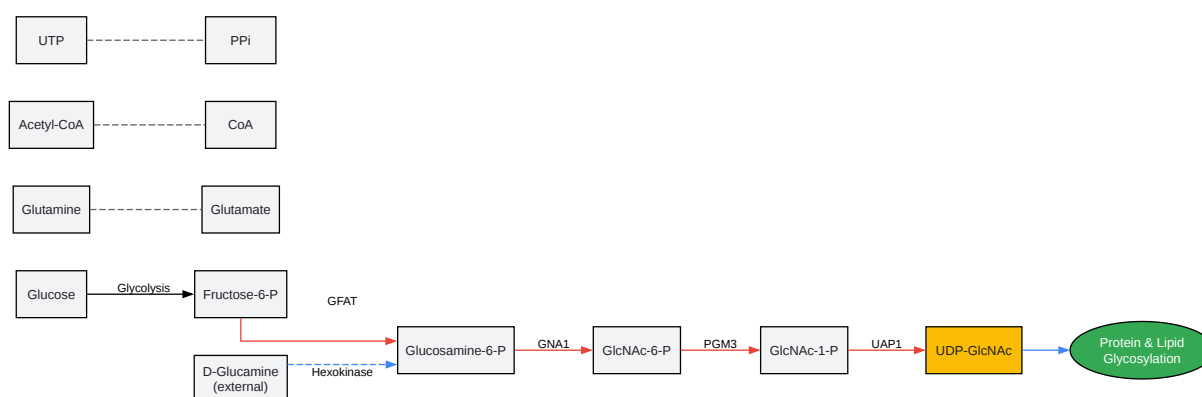 UTP
PPi
Acetyl-CoA
CoA
Glutamine
Glutamate
Glucose
Glycolysis
Fructose-6-P
GFAT
D-Glucamine
(external)
Hexokinase
Glucosamine-6-P
GNA1
GlcNAc-6-P
PGM3
GlcNAc-1-P
UAP1
UDP-GlcNAc
Protein & Lipid
Glycosylation